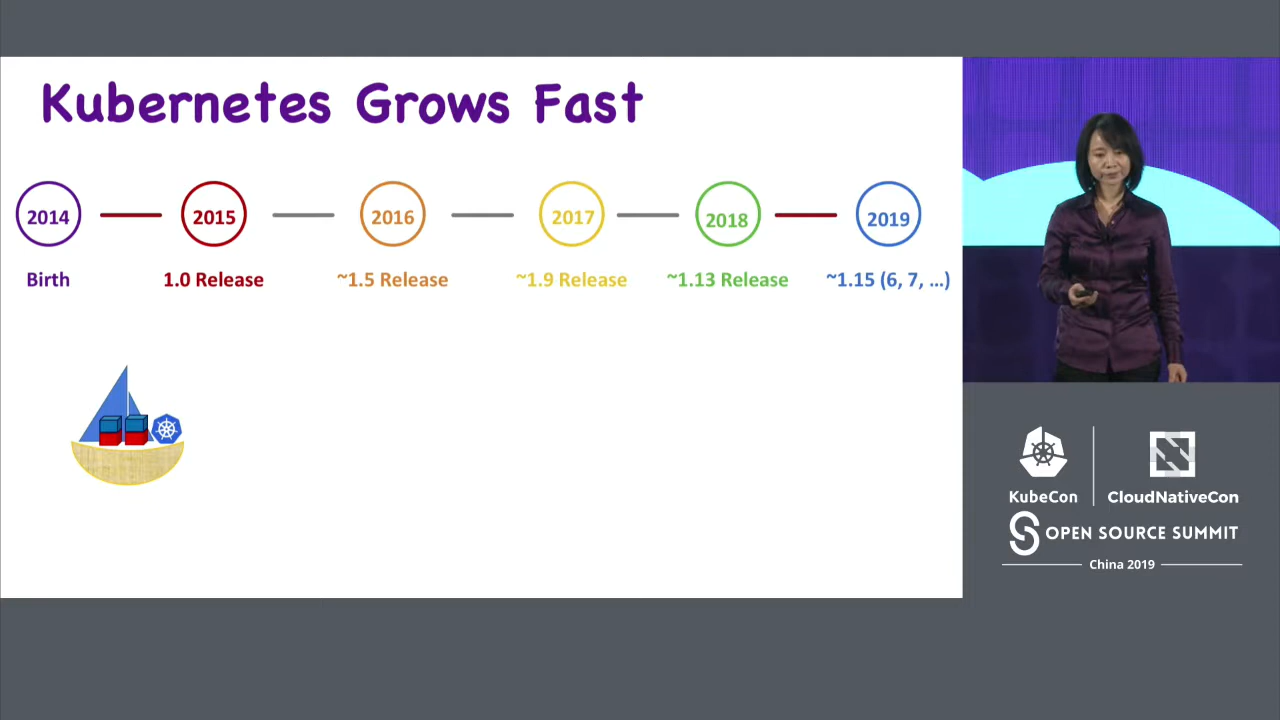 Kubernetes Grows Fast
2014 2015 2016 2017 2018 2019
Birth 1.0 Release ~1.5 Release ~1.9 Release ~1.13 Release ~1.15 (6, 7, ...)
KubeCon CloudNativeCon
OPEN SOURCE SUMMIT
China 2019